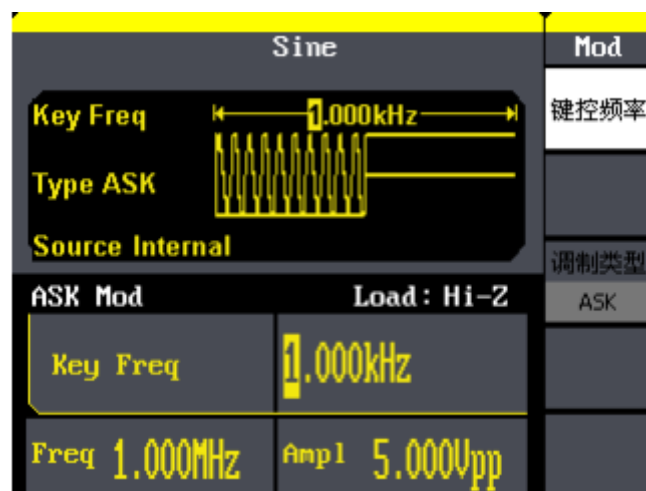 Sine
Mod
Key Freq
1.000kHz
键控频率
Type ASK
Source Internal
调制类型
ASK
ASK Mod
Load: Hi-Z
Key Freq
1.000kHz
Freq 1.000MHz
Ampl 5.000Vpp